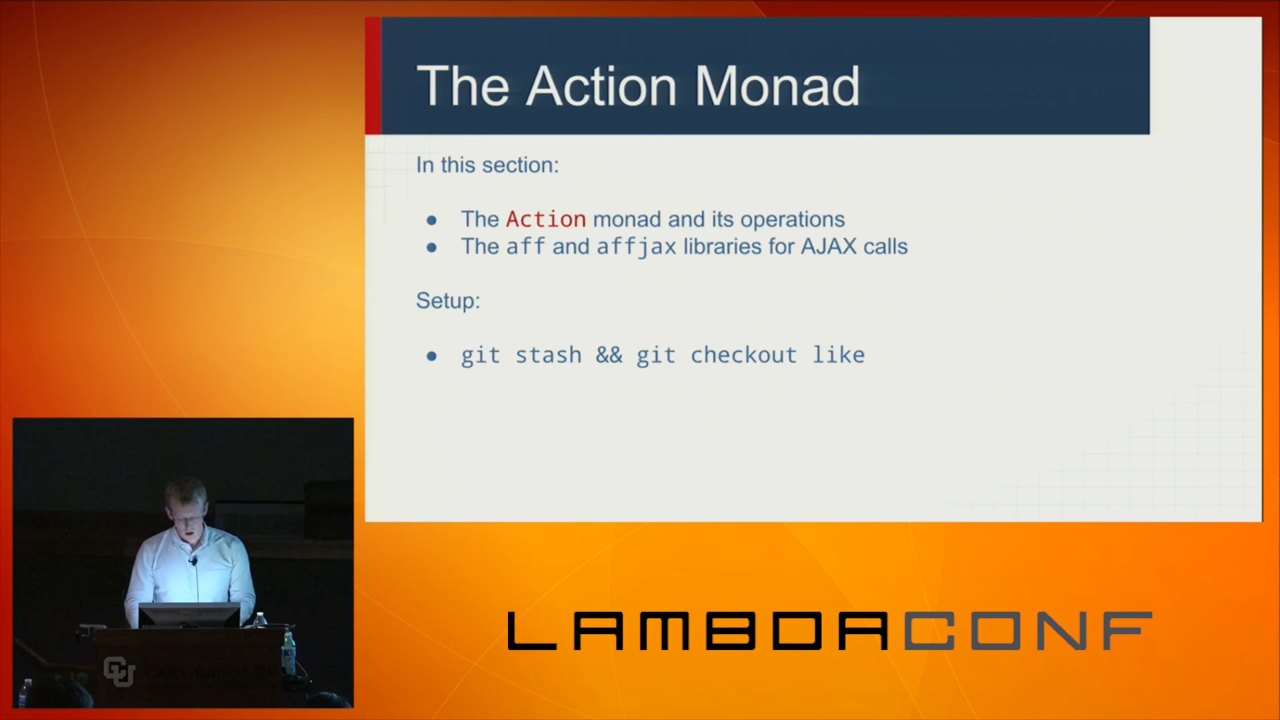 The Action Monad
In this section:
● The Action monad and its operations
● The aff and affjax libraries for AJAX calls
Setup:
● git stash && git checkout like
CU
LAMBDACONF